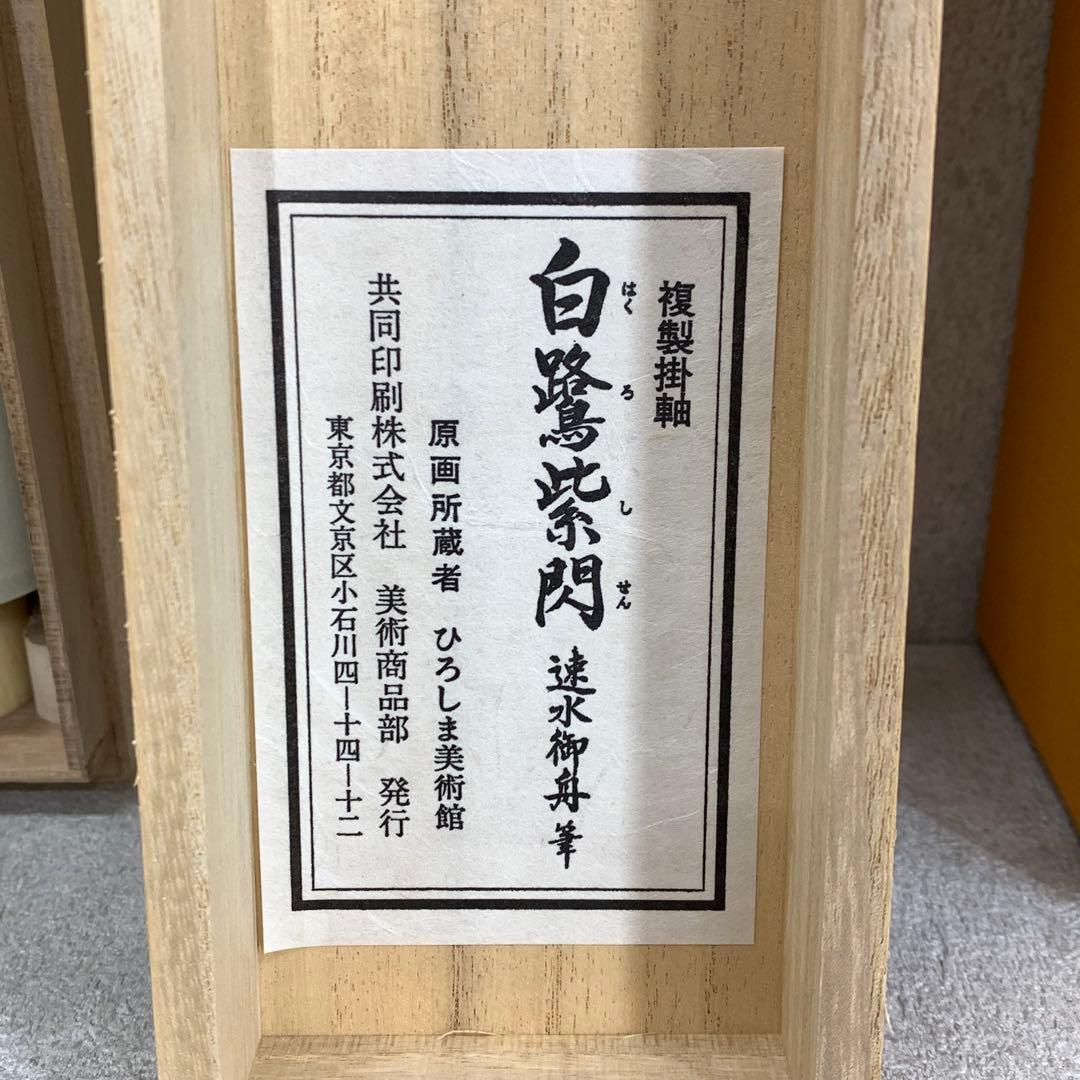 複製掛軸
白鷺紫閃 速水御舟筆
はく ろ し せん
原画所蔵者 ひろしま美術館
共同印刷株式会社 美術商品部 発行
東京都文京区小石川四ー十四ー十二